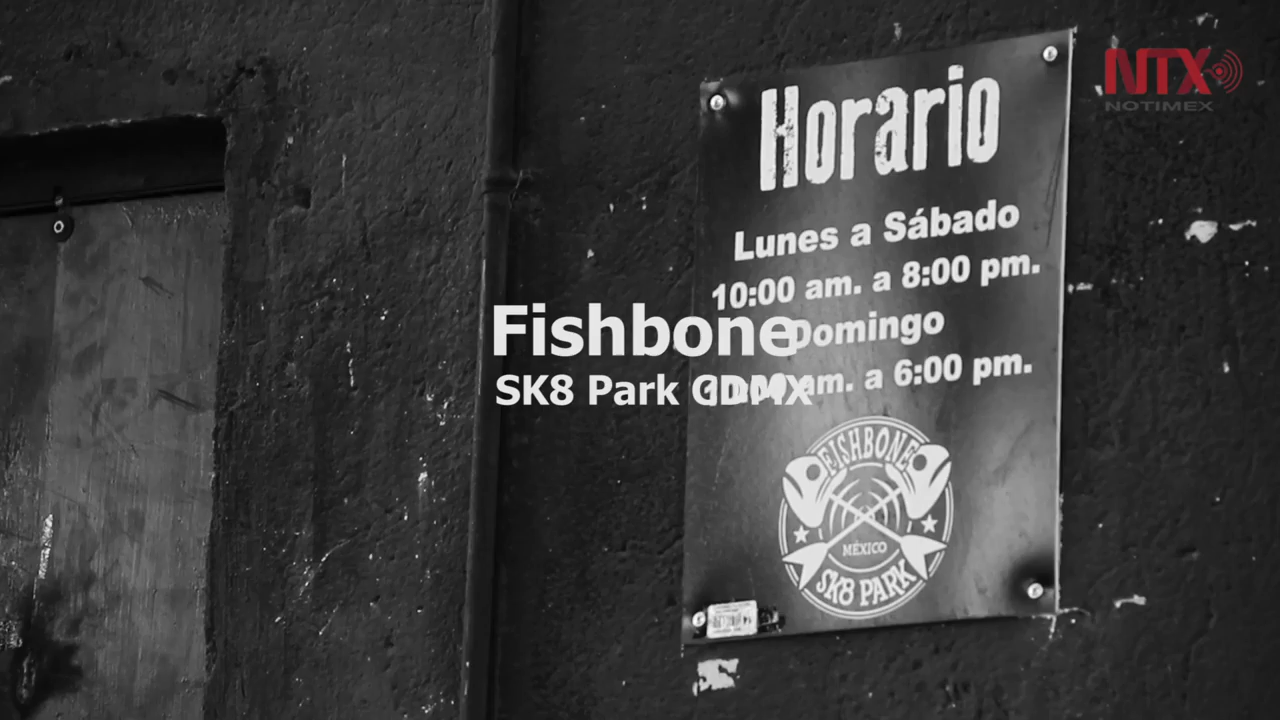 NTX
NOTIMEX
Horario
Lunes a Sábado
10:00 am. a 8:00 pm.
Domingo
am. a 6:00 pm.
Fishbone
SK8 Park CDMX
FISHBONE
MÉXICO
SK8 PARK